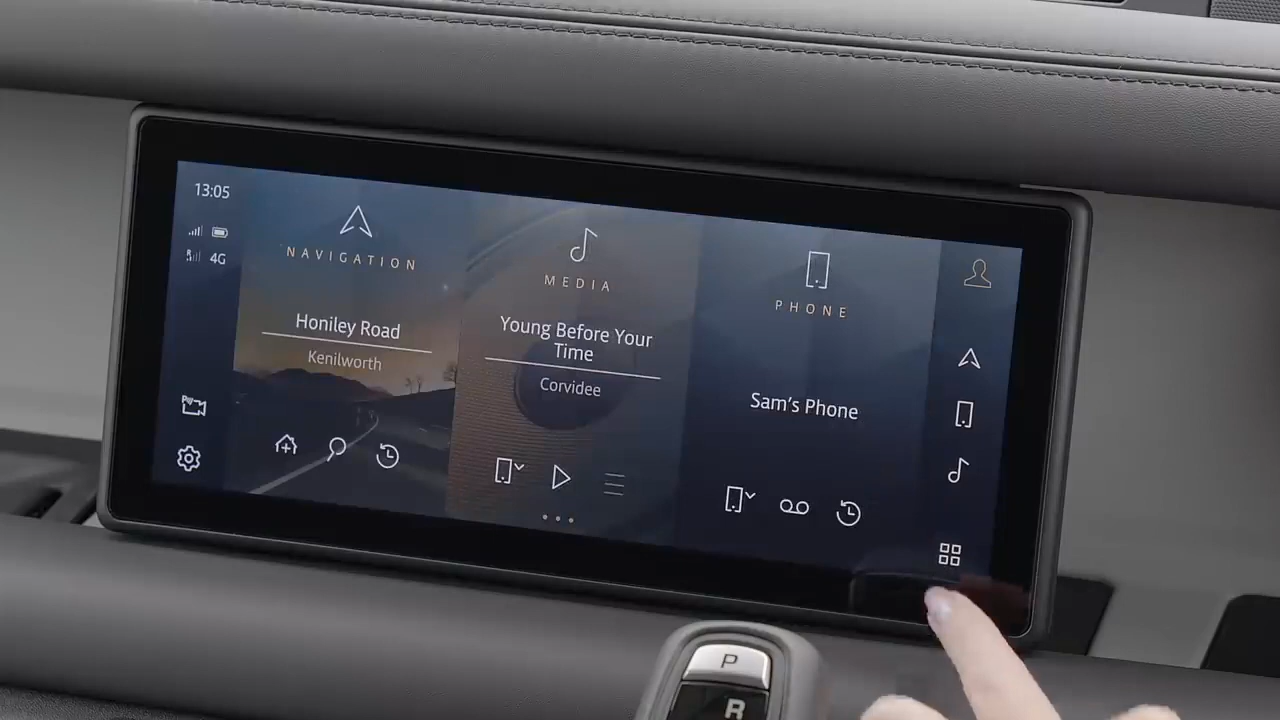 13:05
4G
NAVIGATION
Honiley Road
Kenilworth
MEDIA
Young Before Your
Time
Corvidee
PHONE
Sam's Phone
P
R